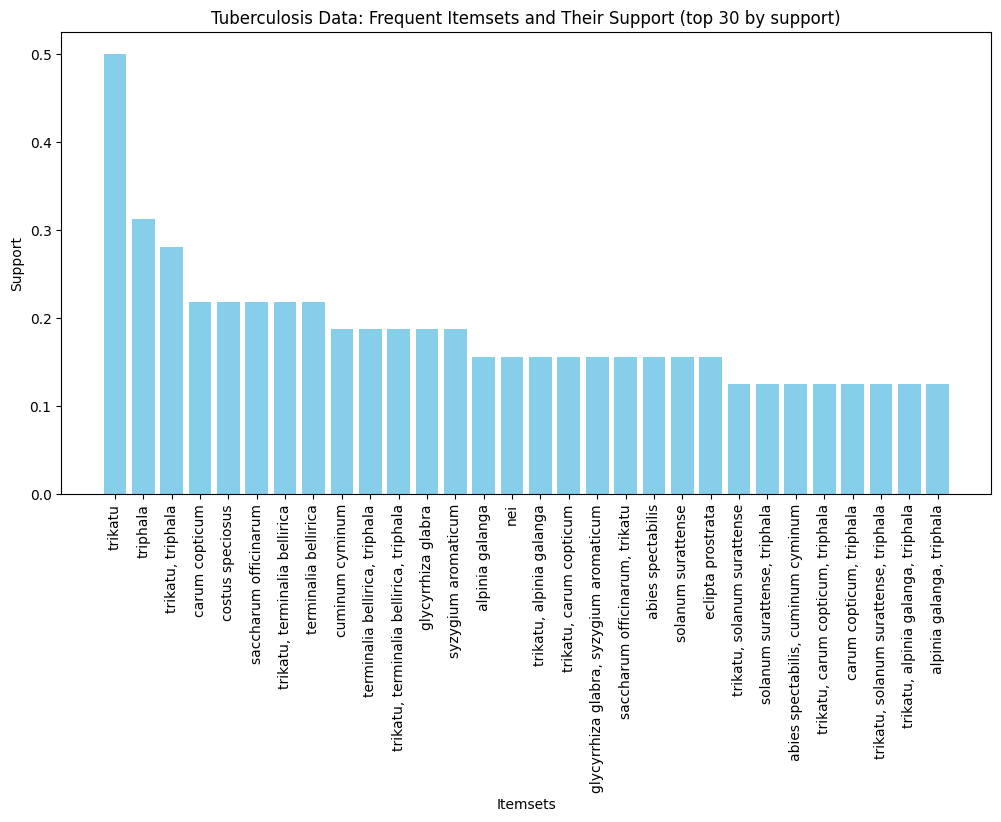 Tuberculosis Data: Frequent Itemsets and Their Support (top 30 by support)
Support
0.5
0.4
0.3
0.2
0.1
0.0
trikatu
triphala
trikatu, triphala
carum copticum
costus speciosus
saccharum officinarum
trikatu, terminalia bellirica
terminalia bellirica
cuminum cyminum
terminalia bellirica, triphala
trikatu, terminalia bellirica, triphala
glycyrrhiza glabra
syzygium aromaticum
alpinia galanga
nei
trikatu, alpinia galanga
trikatu, carum copticum
glycyrrhiza glabra, syzygium aromaticum
saccharum officinarum, trikatu
abies spectabilis
solanum surattense
eclipta prostrata
trikatu, solanum surattense
solanum surattense, triphala
abies spectabilis, cuminum cyminum
trikatu, carum copticum, triphala
carum copticum, triphala
trikatu, solanum surattense, triphala
trikatu, alpinia galanga, triphala
alpinia galanga, triphala
Itemsets